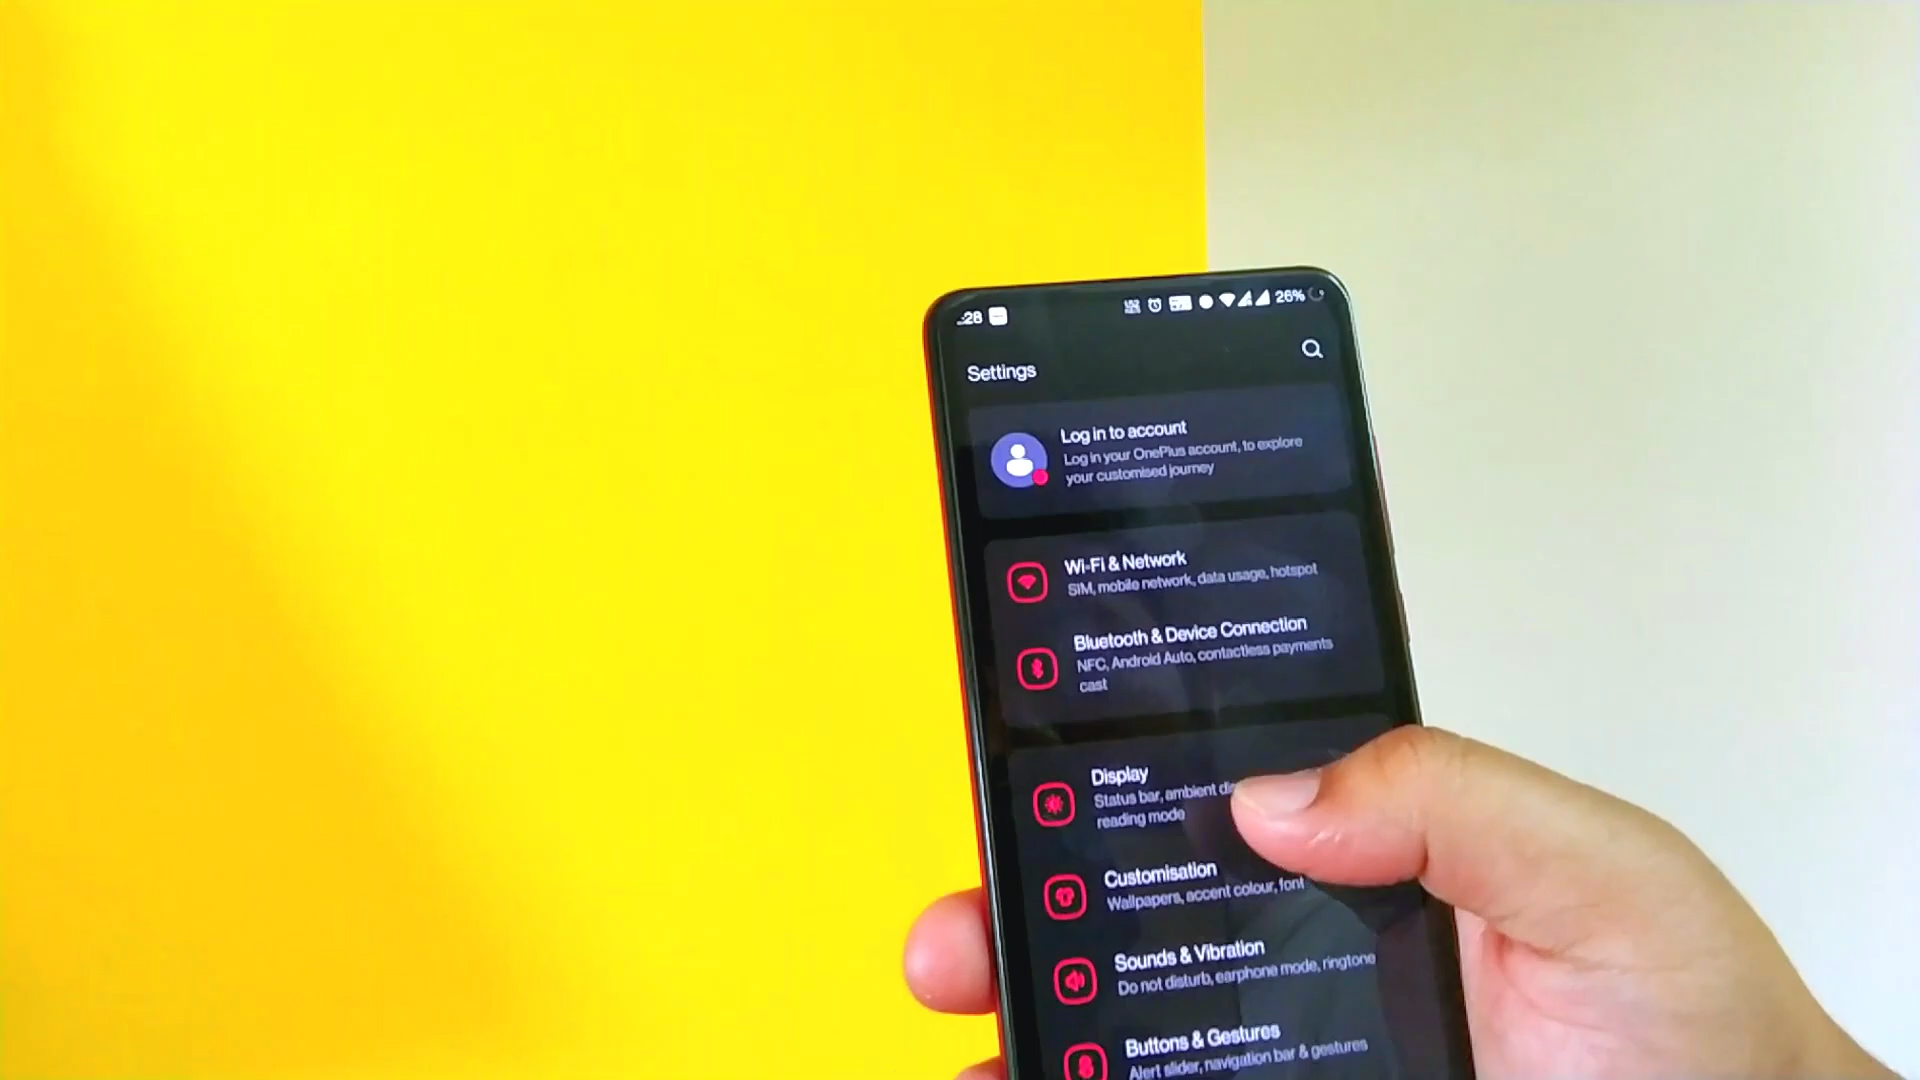 :28
26%
Settings
Log in to account
Log in your OnePlus account, to explore
your customised journey
Wi-Fi & Network
SIM, mobile network, data usage, hotspot
Bluetooth & Device Connection
NFC, Android Auto, contactless payments
cast
Display
Status bar, ambient
reading mode
Customisation
Wallpapers, accent colour, font
Sounds & Vibration
Do not disturb, earphone mode, ringtone
Buttons & Gestures
Alert slider, navigation bar & gestures